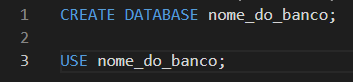 1 CREATE DATABASE nome_do_banco;
2
3 USE nome_do_banco;